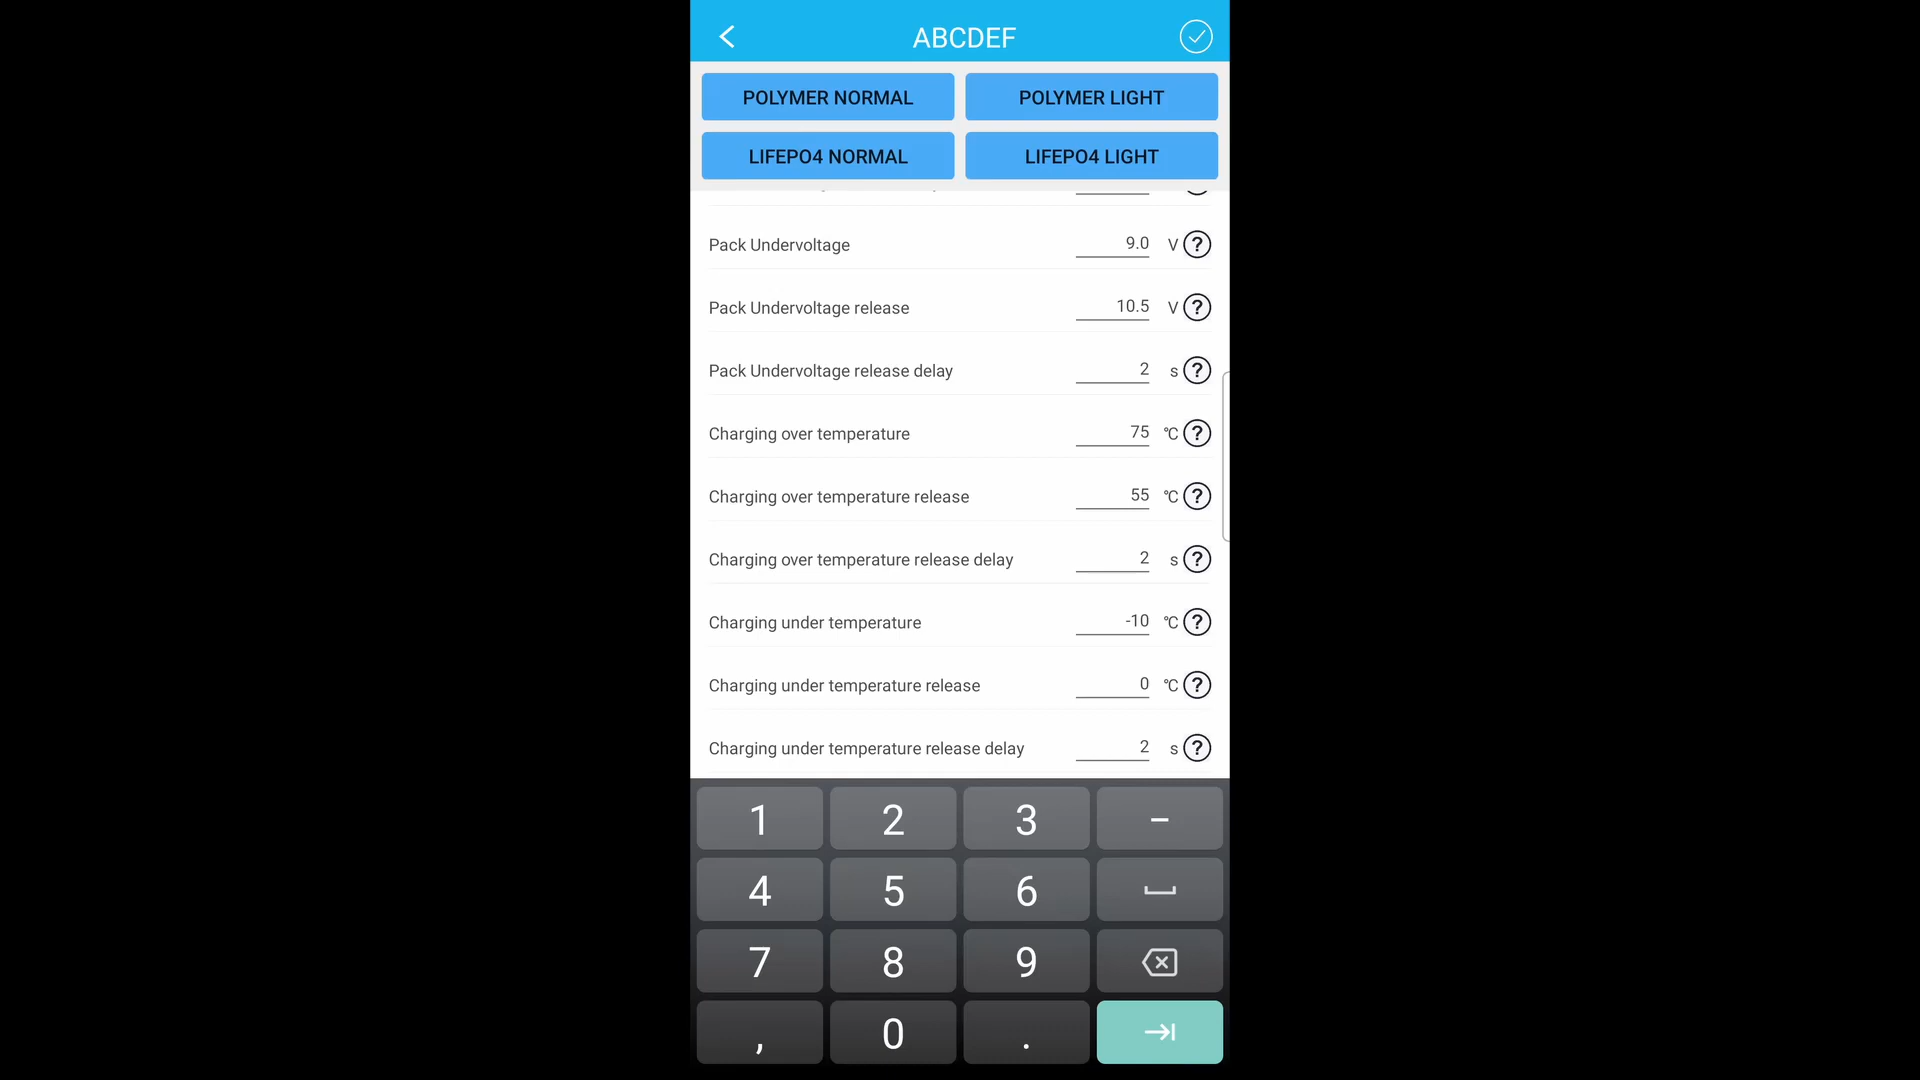 ABCDEF
POLYMER NORMAL POLYMER LIGHT
LIFEPO4 NORMAL LIFEPO4 LIGHT
Pack Undervoltage 9.0 V ?
Pack Undervoltage release 10.5 V ?
Pack Undervoltage release delay 2 s ?
Charging over temperature 75 ℃ ?
Charging over temperature release 55 ℃ ?
Charging over temperature release delay 2 s ?
Charging under temperature -10 ℃ ?
Charging under temperature release 0 ℃ ?
Charging under temperature release delay 2 s ?
1 2 3 –
4 5 6
7 8 9
, 0 .